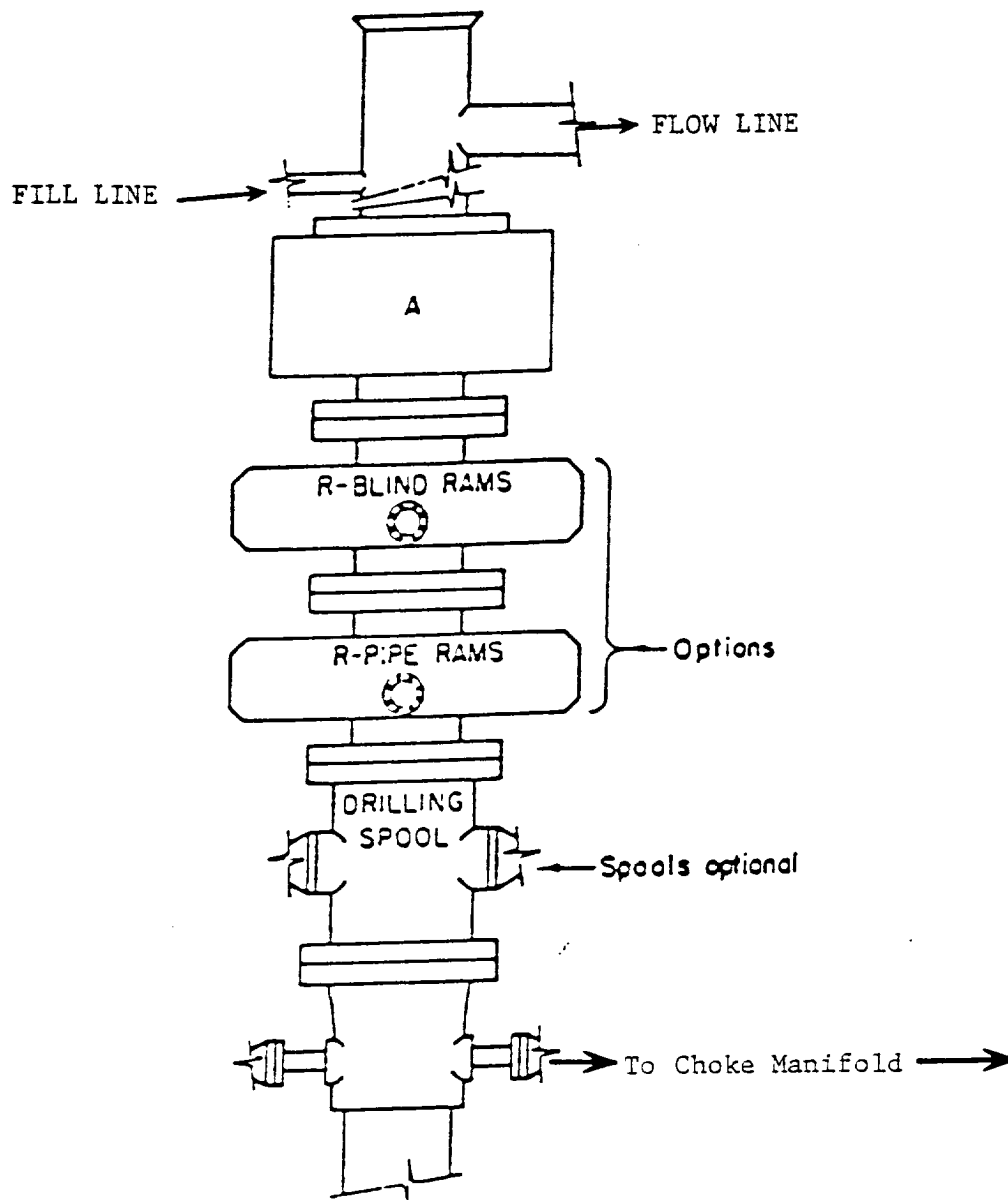 FLOW LINE
FILL LINE
A
R-BLIND RAMS
R-PIPE RAMS
Options
DRILLING
SPOOL
Spools optional
To Choke Manifold